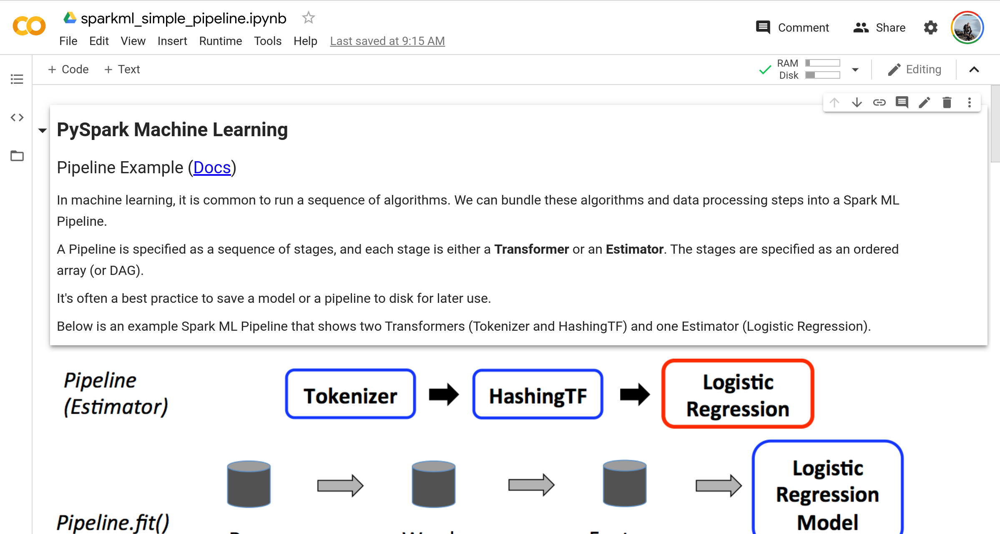 sparkml_simple_pipeline.ipynb
Comment
Share
File Edit View Insert Runtime Tools Help Last saved at 9:15 AM
+ Code + Text
RAM
Disk
Editing
PySpark Machine Learning
Pipeline Example (Docs)
In machine learning, it is common to run a sequence of algorithms. We can bundle these algorithms and data processing steps into a Spark ML
Pipeline.
A Pipeline is specified as a sequence of stages, and each stage is either a Transformer or an Estimator. The stages are specified as an ordered
array (or DAG).
It's often a best practice to save a model or a pipeline to disk for later use.
Below is an example Spark ML Pipeline that shows two Transformers (Tokenizer and HashingTF) and one Estimator (Logistic Regression).
Pipeline
(Estimator)
Tokenizer
HashingTF
Logistic
Regression
Logistic
Regression
Model
Pipeline.fit()